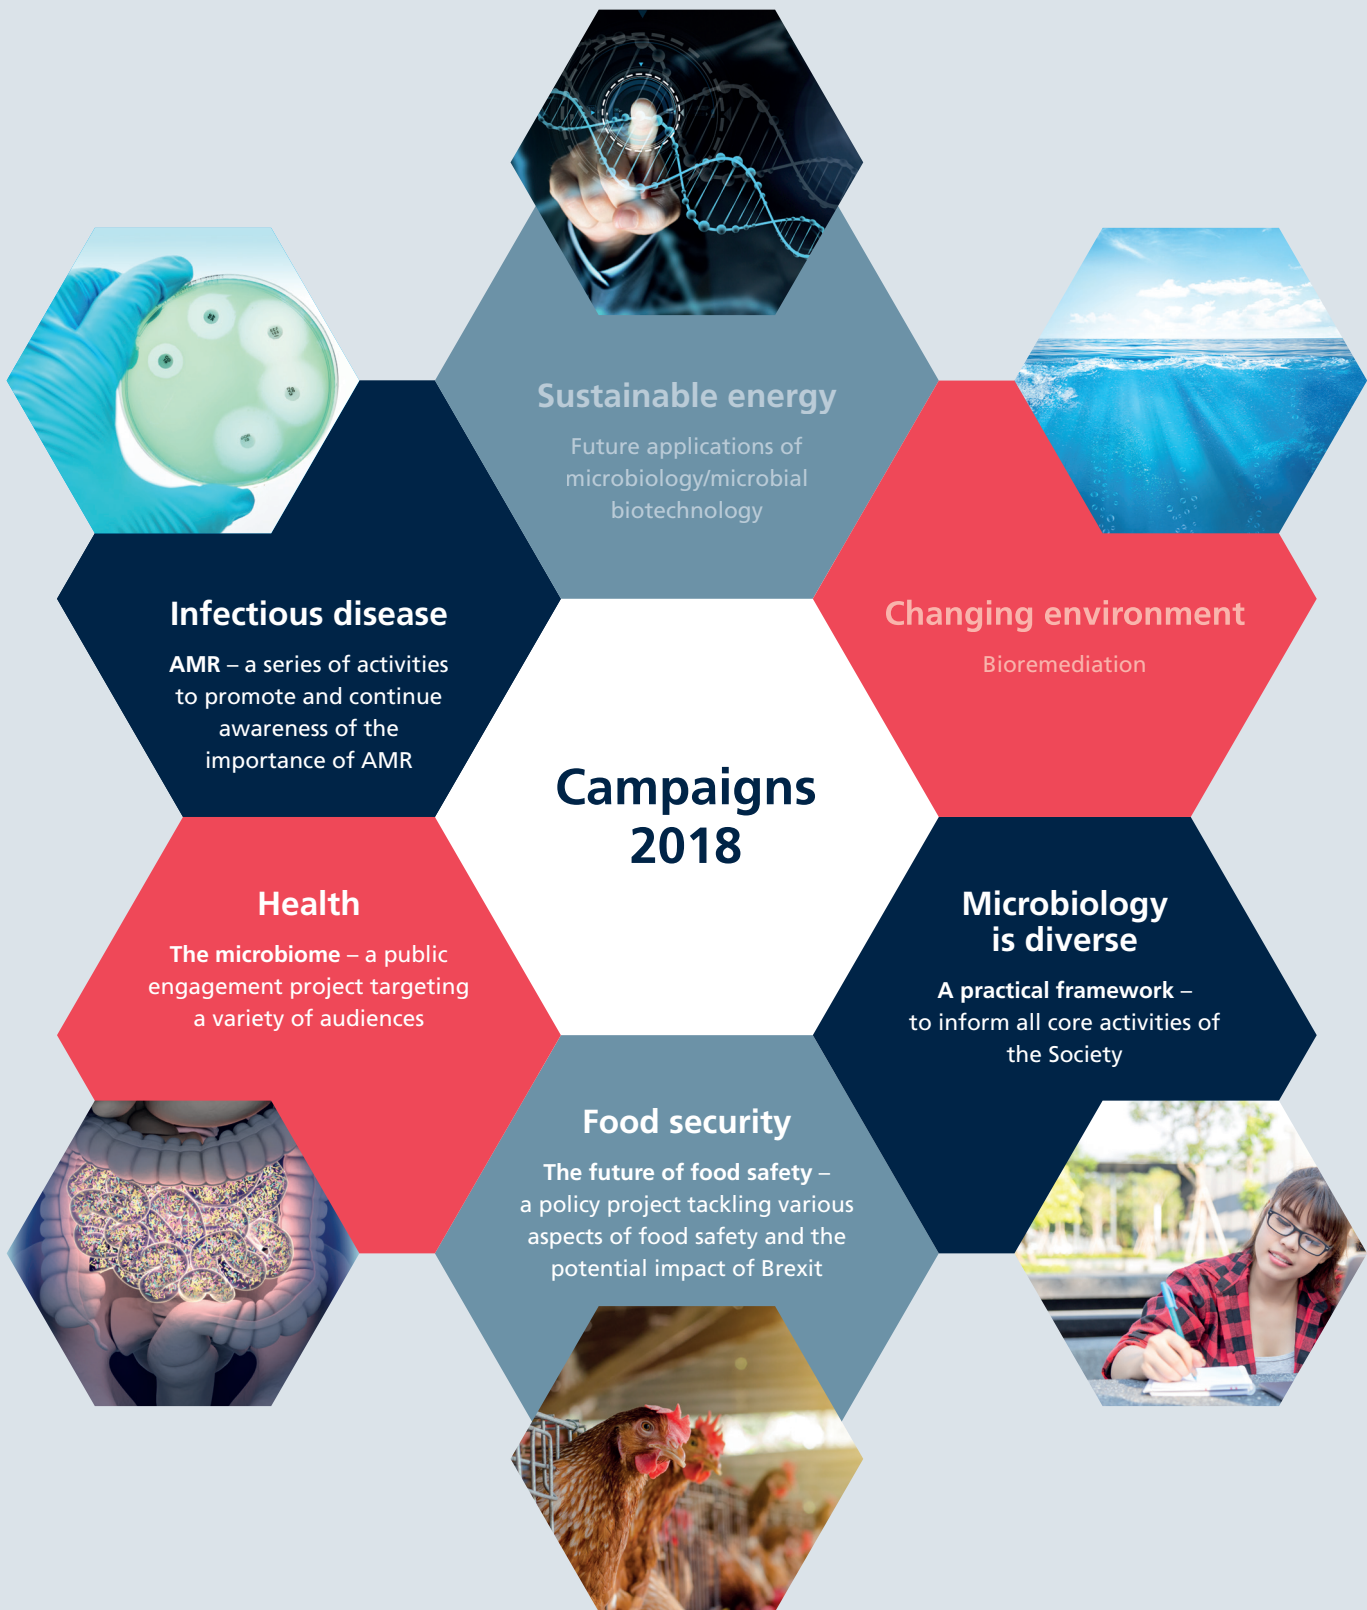 Sustainable energy
Future applications of
microbiology/microbial
biotechnology
Infectious disease
AMR – a series of activities
to promote and continue
awareness of the
importance of AMR
Changing environment
Bioremediation
Campaigns
2018
Health
The microbiome – a public
engagement project targeting
a variety of audiences
Microbiology
is diverse
A practical framework –
to inform all core activities of
the Society
Food security
The future of food safety –
a policy project tackling various
aspects of food safety and the
potential impact of Brexit